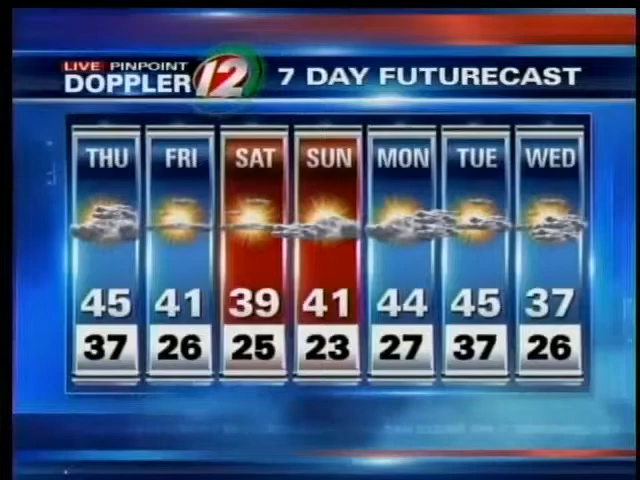 LIVE PINPOINT
DOPPLER 12
7 DAY FUTURECAST
THU FRI SAT SUN MON TUE WED
45 41 39 41 44 45 37
37 26 25 23 27 37 26